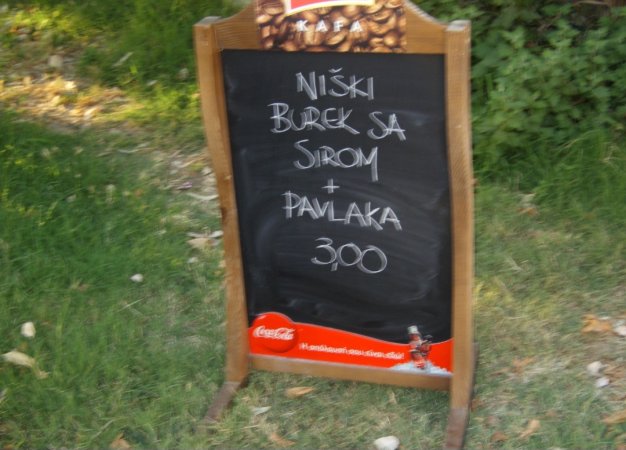 KAFA
NIŠKI
BUREK SA
SIROM
+
PAVLAKA
3,00
Coca-Cola